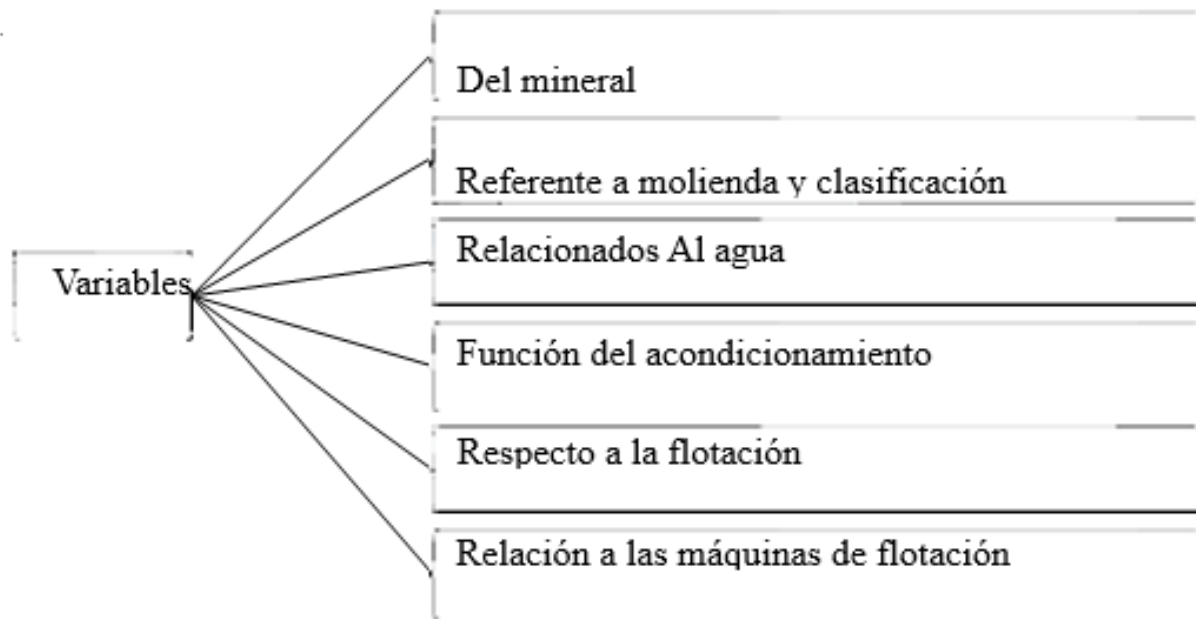 Del mineral
Referente a molienda y clasificación
Relacionados Al agua
Variables
Función del acondicionamiento
Respecto a la flotación
Relación a las máquinas de flotación